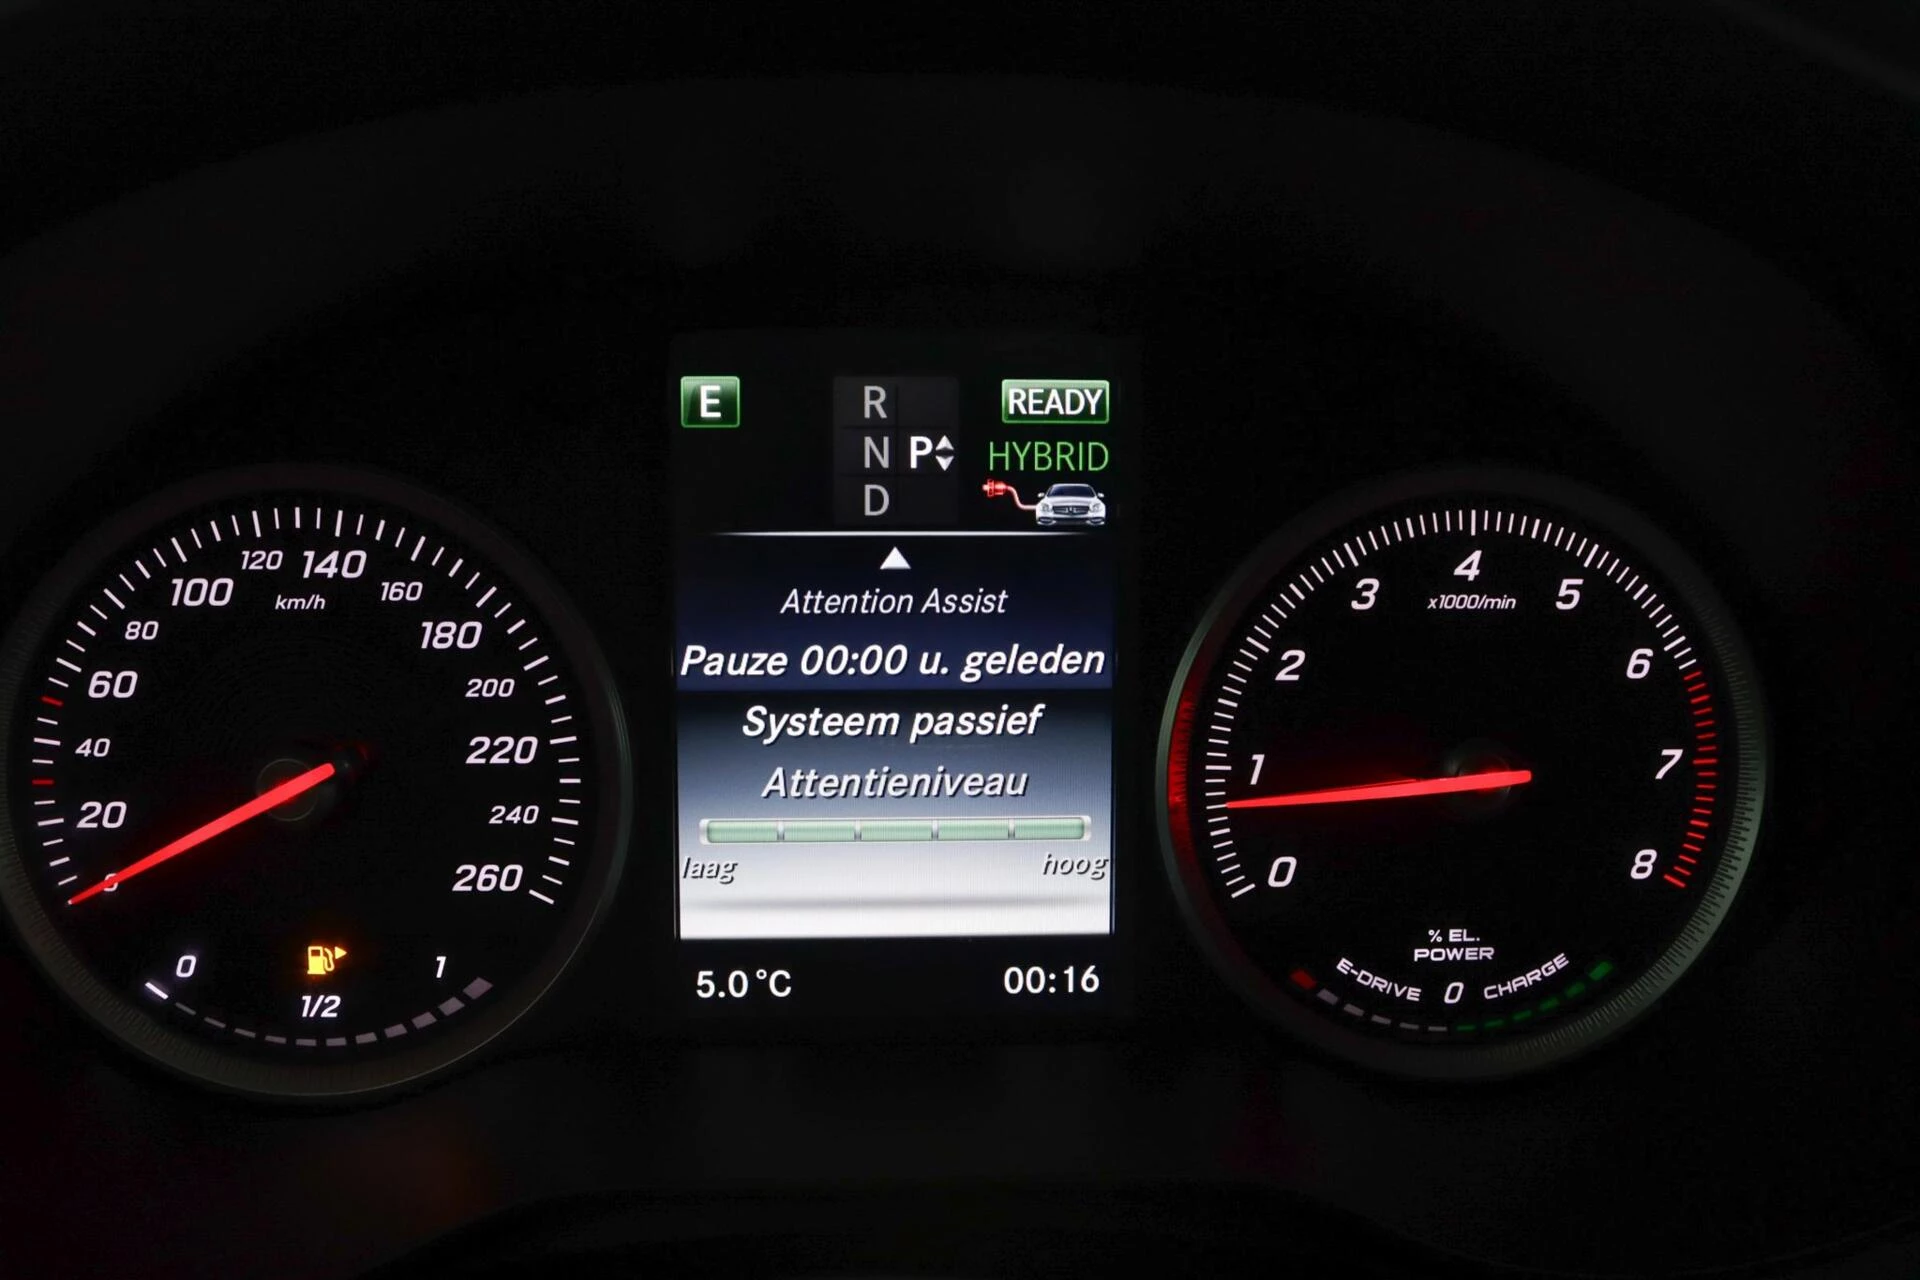 E
R
N P
D
READY
HYBRID
Attention Assist
Pauze 00:00 u. geleden
Systeem passief
Attentieniveau
laag hoog
5.0 °C 00:16
0 20 40 60 80 100 120 140 160 180 200 220 240 260
km/h
0 1/2 1
0 1 2 3 4 5 6 7 8
x1000/min
% EL.
POWER
E-DRIVE 0 CHARGE